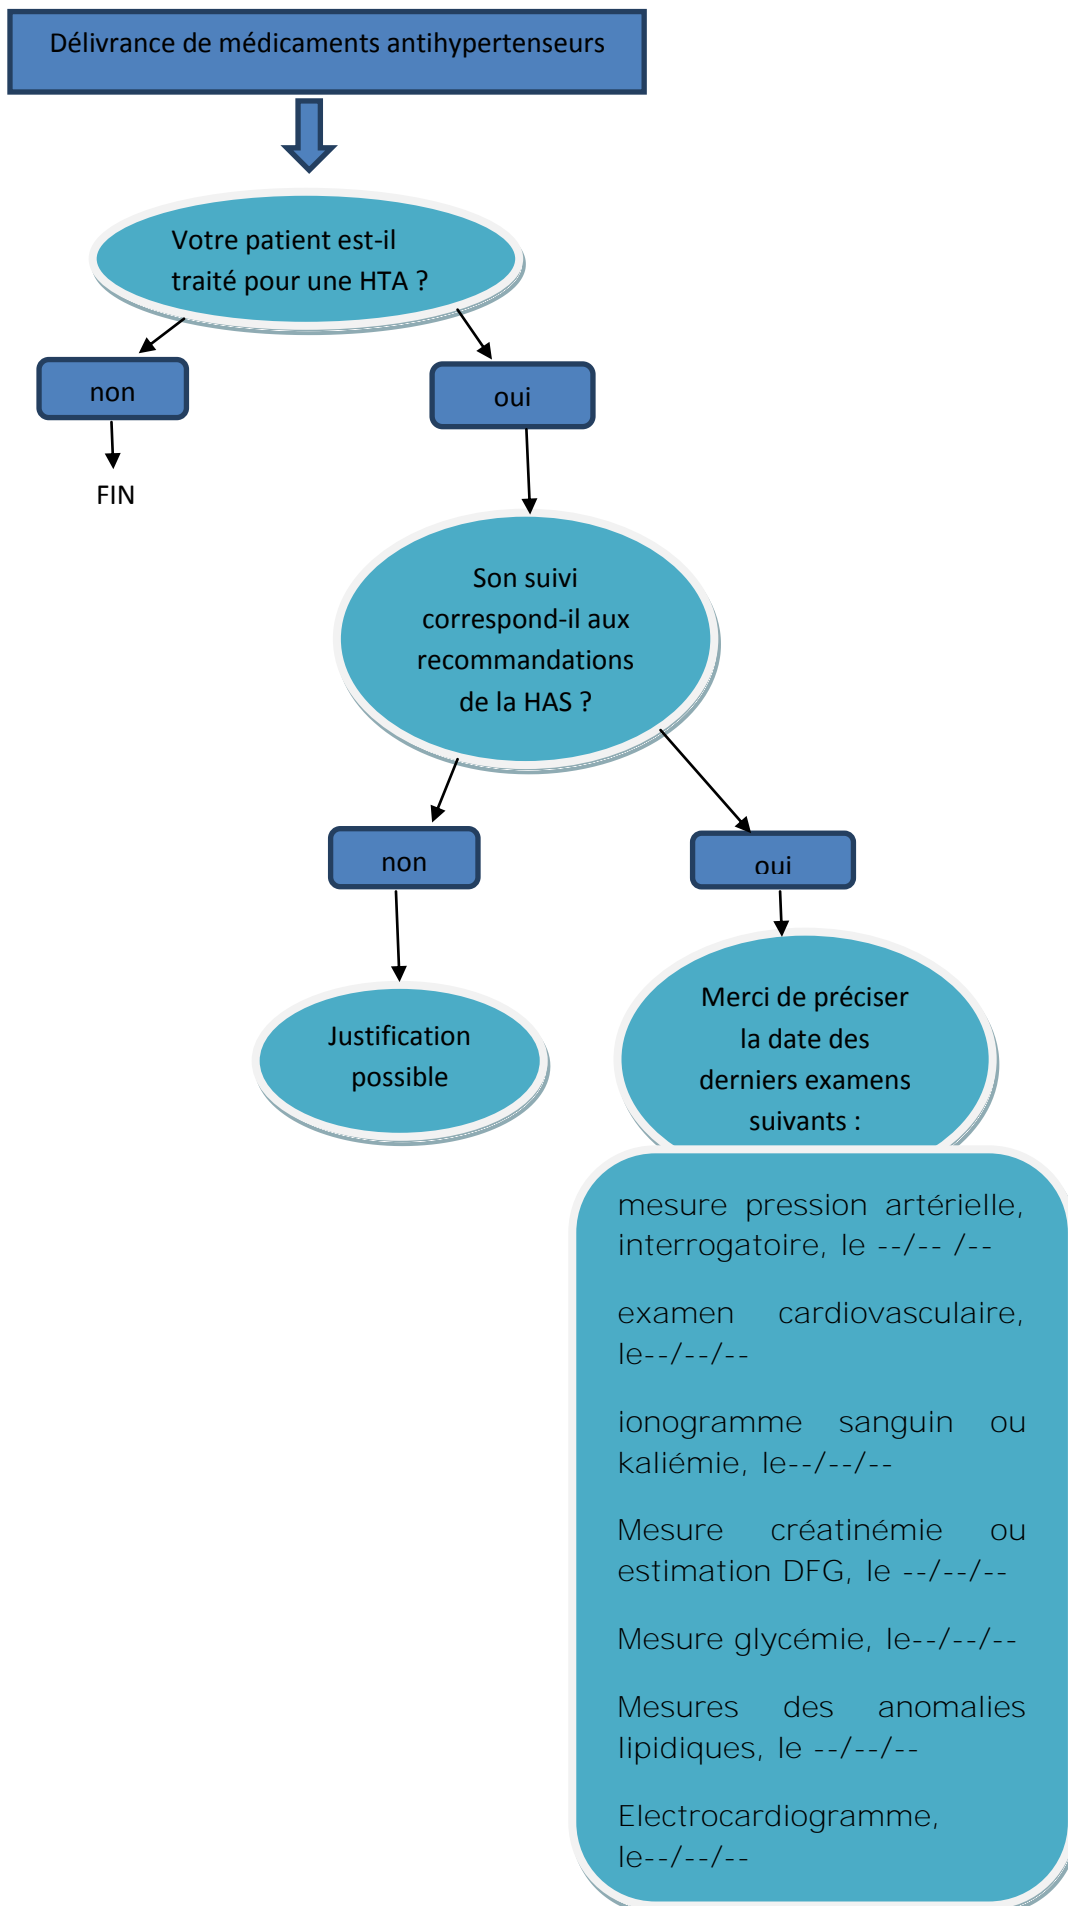 Délivrance de médicaments antihypertenseurs
Votre patient est-il
traité pour une HTA ?
non
oui
FIN
Son suivi
correspond-il aux
recommandations
de la HAS ?
non
oui
Justification
possible
Merci de préciser
la date des
derniers examens
suivants :
mesure pression artérielle,
interrogatoire, le --/-- /--
examen cardiovasculaire,
le--/--/--
ionogramme sanguin ou
kaliémie, le--/--/--
Mesure créatinémie ou
estimation DFG, le --/--/--
Mesure glycémie, le--/--/--
Mesures des anomalies
lipidiques, le --/--/--
Electrocardiogramme,
le--/--/--